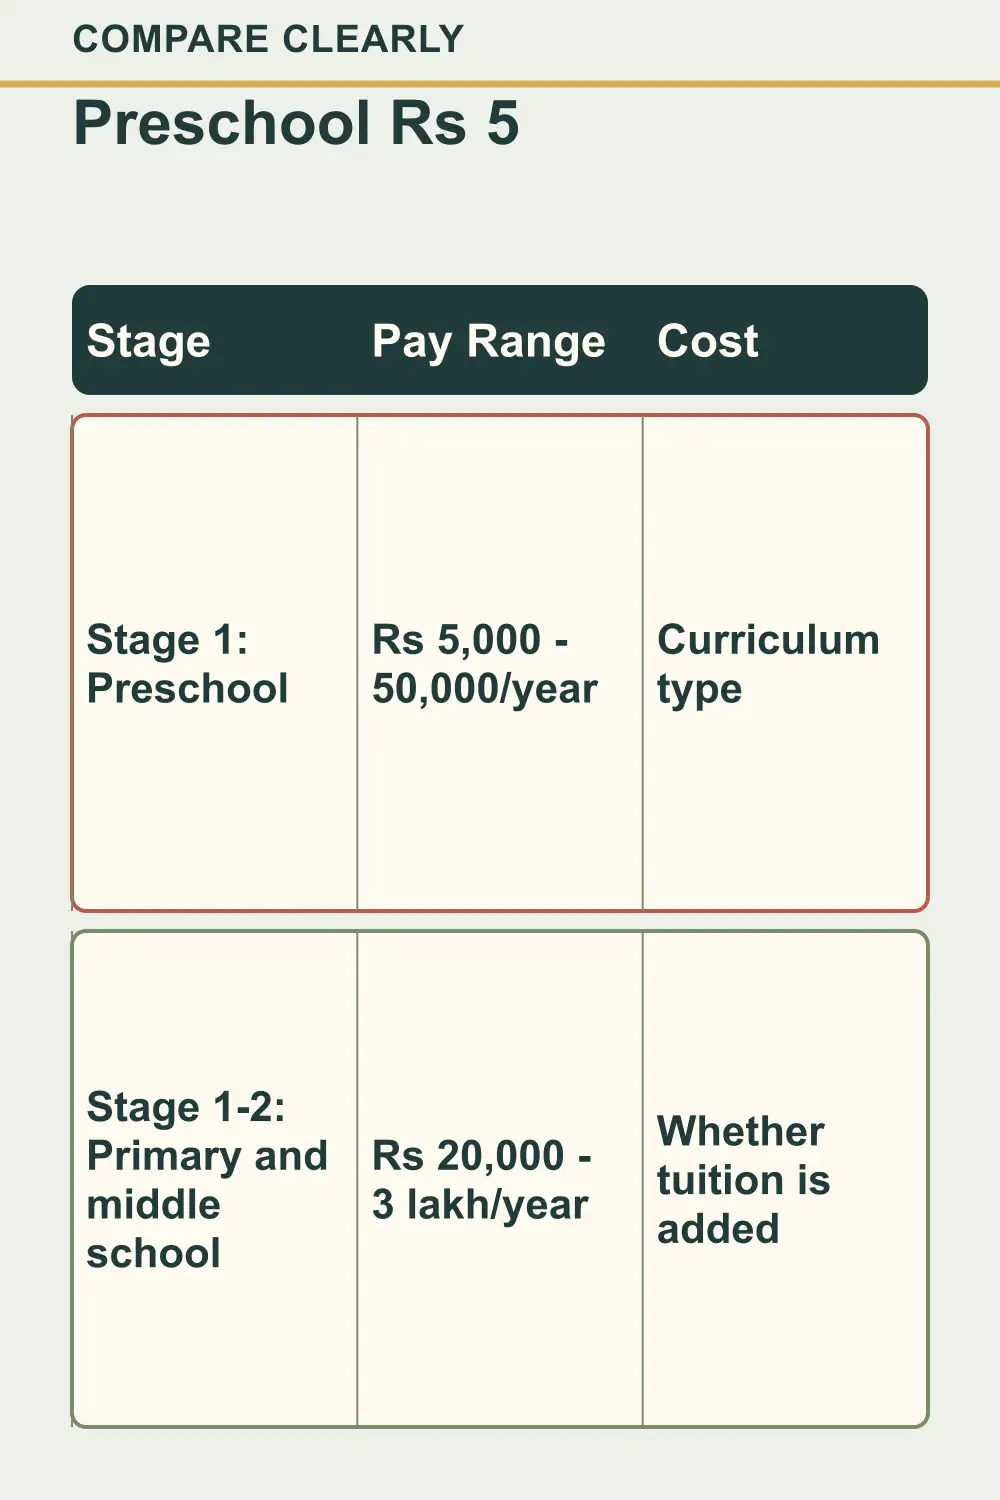 COMPARE CLEARLY
Preschool Rs 5
Stage
Pay Range
Cost
Stage 1:
Preschool
Rs 5,000 -
50,000/year
Curriculum
type
Stage 1-2:
Primary and
middle
school
Rs 20,000 -
3 lakh/year
Whether
tuition is
added